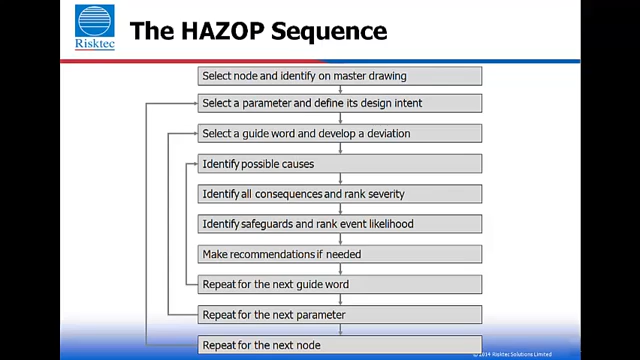 Risktec
The HAZOP Sequence
Select node and identify on master drawing
Select a parameter and define its design intent
Select a guide word and develop a deviation
Identify possible causes
Identify all consequences and rank severity
Identify safeguards and rank event likelihood
Make recommendations if needed
Repeat for the next guide word
Repeat for the next parameter
Repeat for the next node
© 2014 Risktec Solutions Limited